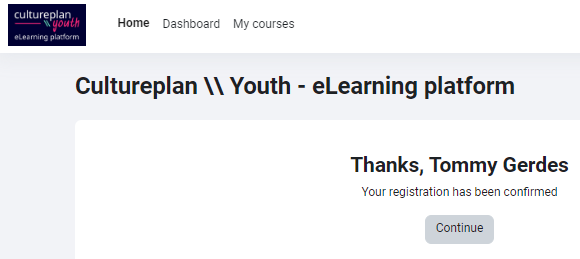 cultureplan
\\ youth
eLearning platform
Home Dashboard My courses
Cultureplan \\ Youth - eLearning platform
Thanks, Tommy Gerdes
Your registration has been confirmed
Continue